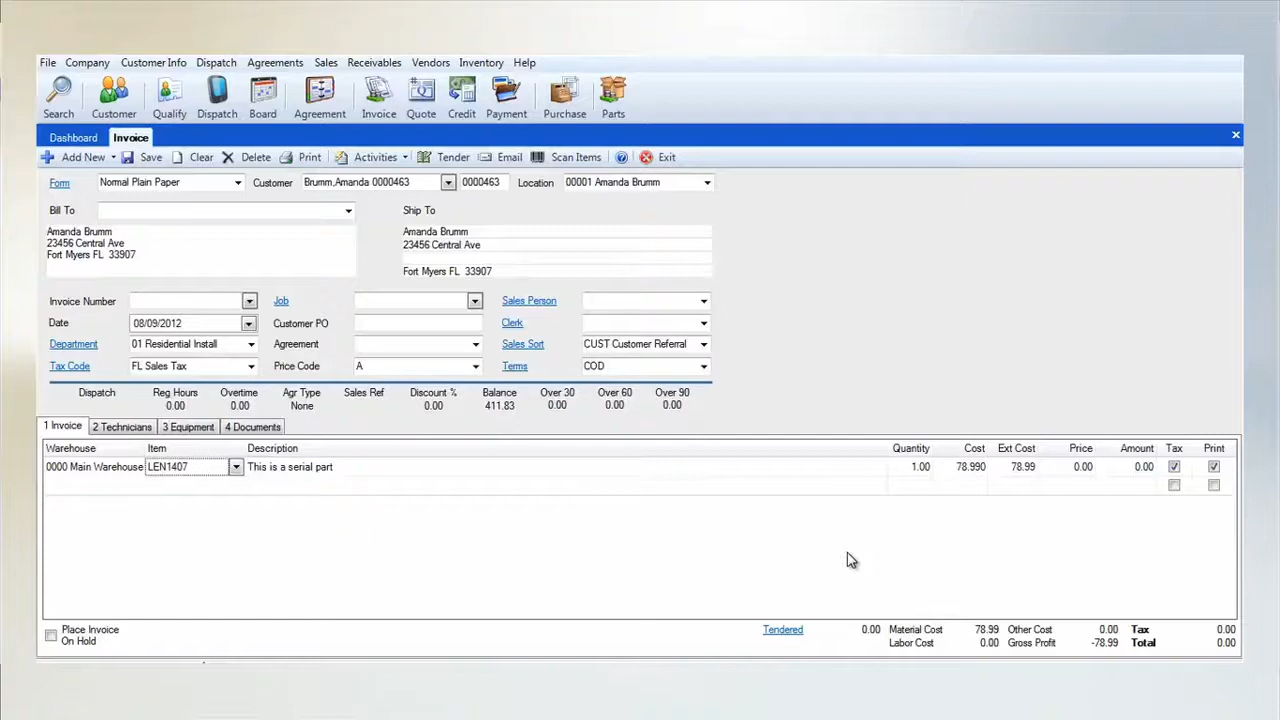 File Company Customer Info Dispatch Agreements Sales Receivables Vendors Inventory Help
Search Customer Qualify Dispatch Board Agreement Invoice Quote Credit Payment Purchase Parts
Dashboard Invoice
Add New Save Clear Delete Print Activities Tender Email Scan Items Exit
Form Normal Plain Paper Customer Brumm,Amanda 0000463 0000463 Location 00001 Amanda Brumm
Bill To Ship To
Amanda Brumm Amanda Brumm
23456 Central Ave 23456 Central Ave
Fort Myers FL 33907
Fort Myers FL 33907
Invoice Number Job Sales Person
Date 08/09/2012 Customer PO Clerk
Department 01 Residential Install Agreement Sales Sort CUST Customer Referral
Tax Code FL Sales Tax Price Code A Terms COD
Dispatch Reg Hours Overtime Agr Type Sales Ref Discount % Balance Over 30 Over 60 Over 90
0.00 0.00 None 0.00 411.83 0.00 0.00 0.00
1 Invoice 2 Technicians 3 Equipment 4 Documents
Warehouse Item Description Quantity Cost Ext Cost Price Amount Tax Print
0000 Main Warehouse LEN1407 This is a serial part 1.00 78.990 78.99 0.00 0.00
Place Invoice On Hold
Tendered 0.00 Material Cost 78.99 Other Cost 0.00 Tax 0.00
Labor Cost 0.00 Gross Profit -78.99 Total 0.00